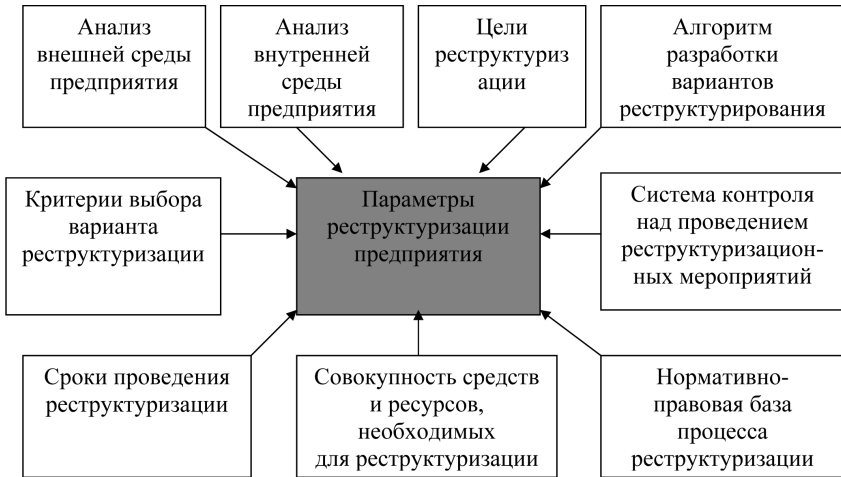 Анализ
внешней среды
предприятия
Анализ
внутренней
среды
предприятия
Цели
реструктуриз
ации
Алгоритм
разработки
вариантов
реструктурирования
Критерии выбора
варианта
реструктуризации
Параметры
реструктуризации
предприятия
Система контроля
над проведением
реструктуризацион-
ных мероприятий
Сроки проведения
реструктуризации
Совокупность средств
и ресурсов,
необходимых
для реструктуризации
Нормативно-
правовая база
процесса
реструктуризации